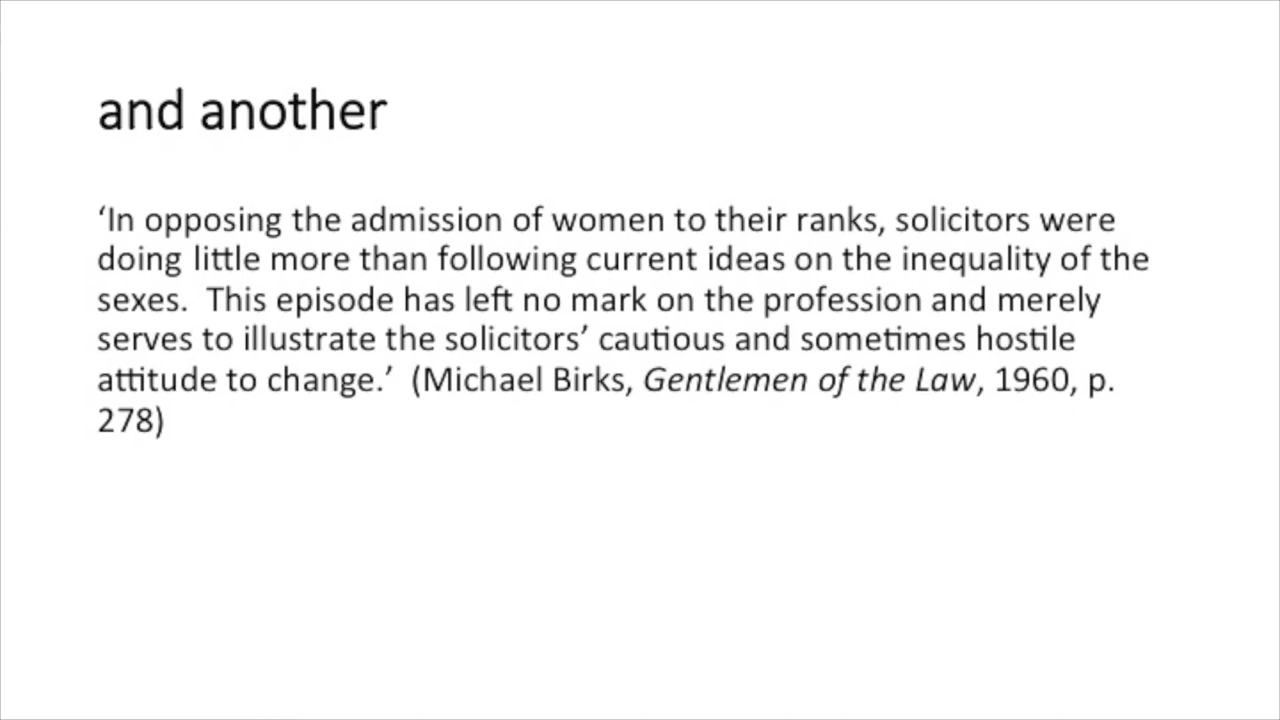 and another
‘In opposing the admission of women to their ranks, solicitors were
doing little more than following current ideas on the inequality of the
sexes.  This episode has left no mark on the profession and merely
serves to illustrate the solicitors’ cautious and sometimes hostile
attitude to change.’  (Michael Birks, Gentlemen of the Law, 1960, p.
278)